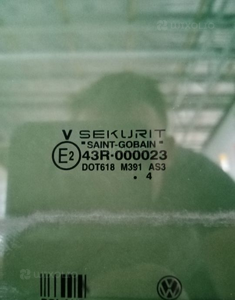 V SEKURIT
"SAINT-GOBAIN"
E2 43R-000023
DOT618 M391 AS3
. 4